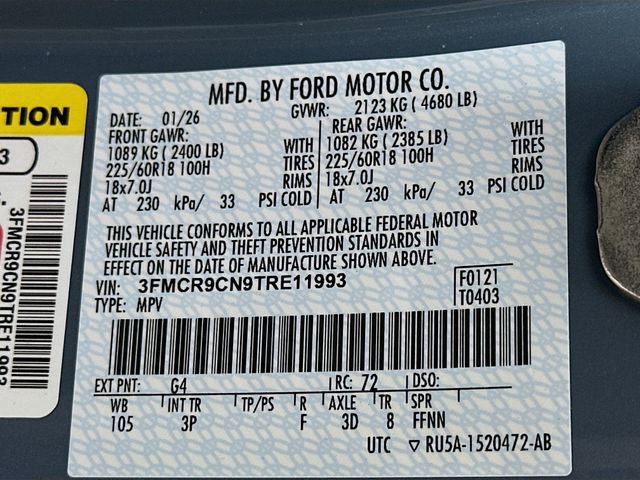 TION
3
3FMCR9CN9TRE11993
MFD. BY FORD MOTOR CO.
DATE: 01/26 GVWR: 2123 KG ( 4680 LB)
FRONT GAWR: REAR GAWR:
1089 KG ( 2400 LB) WITH 1082 KG ( 2385 LB) WITH
225/60R18 100H TIRES 225/60R18 100H TIRES
18x7.0J RIMS 18x7.0J RIMS
AT 230 kPa/ 33 PSI COLD AT 230 kPa/ 33 PSI COLD
THIS VEHICLE CONFORMS TO ALL APPLICABLE FEDERAL MOTOR
VEHICLE SAFETY AND THEFT PREVENTION STANDARDS IN
EFFECT ON THE DATE OF MANUFACTURE SHOWN ABOVE.
VIN: 3FMCR9CN9TRE11993 F0121
TYPE: MPV T0403
EXT PNT: G4 RC: 72 DSO:
WB INT TR TP/PS R AXLE TR SPR
105 3P F 3D 8 FFNN
UTC ▽ RU5A-1520472-AB